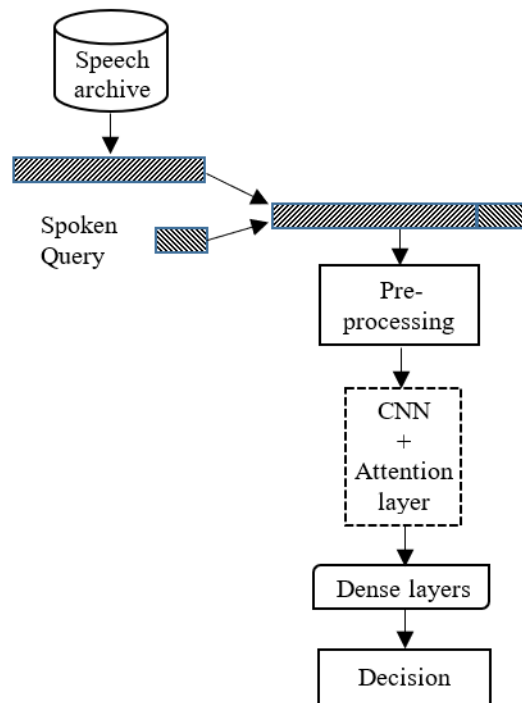 Speech
archive
Spoken
Query
Pre-
processing
CNN
+
Attention
layer
Dense layers
Decision